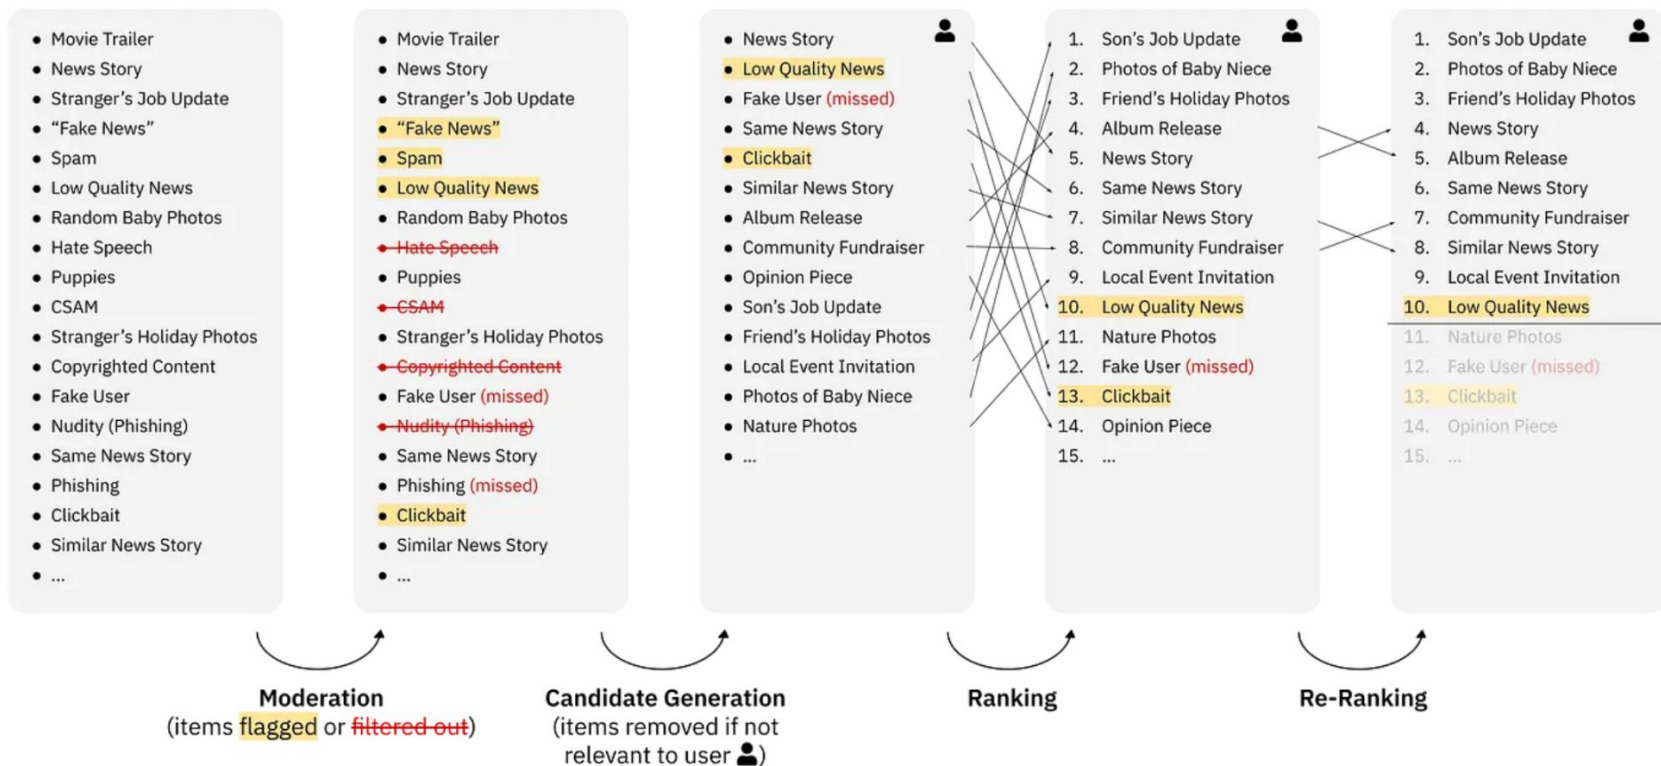 • Movie Trailer
• News Story
• Stranger’s Job Update
• “Fake News”
• Spam
• Low Quality News
• Random Baby Photos
• Hate Speech
• Puppies
• CSAM
• Stranger’s Holiday Photos
• Copyrighted Content
• Fake User
• Nudity (Phishing)
• Same News Story
• Phishing
• Clickbait
• Similar News Story
• ...
• Movie Trailer
• News Story
• Stranger’s Job Update
• “Fake News”
• Spam
• Low Quality News
• Random Baby Photos
• Hate Speech
• Puppies
• CSAM
• Stranger’s Holiday Photos
• Copyrighted Content
• Fake User (missed)
• Nudity (Phishing)
• Same News Story
• Phishing (missed)
• Clickbait
• Similar News Story
• ...
• News Story
• Low Quality News
• Fake User (missed)
• Same News Story
• Clickbait
• Similar News Story
• Album Release
• Community Fundraiser
• Opinion Piece
• Son’s Job Update
• Friend’s Holiday Photos
• Local Event Invitation
• Photos of Baby Niece
• Nature Photos
• ...
1. Son’s Job Update
2. Photos of Baby Niece
3. Friend’s Holiday Photos
4. Album Release
5. News Story
6. Same News Story
7. Similar News Story
8. Community Fundraiser
9. Local Event Invitation
10. Low Quality News
11. Nature Photos
12. Fake User (missed)
13. Clickbait
14. Opinion Piece
15. ...
1. Son’s Job Update
2. Photos of Baby Niece
3. Friend’s Holiday Photos
4. News Story
5. Album Release
6. Same News Story
7. Community Fundraiser
8. Similar News Story
9. Local Event Invitation
10. Low Quality News
11. Nature Photos
12. Fake User (missed)
13. Clickbait
14. Opinion Piece
15. ...
Moderation
(items flagged or filtered out)
Candidate Generation
(items removed if not
relevant to user )
Ranking
Re-Ranking